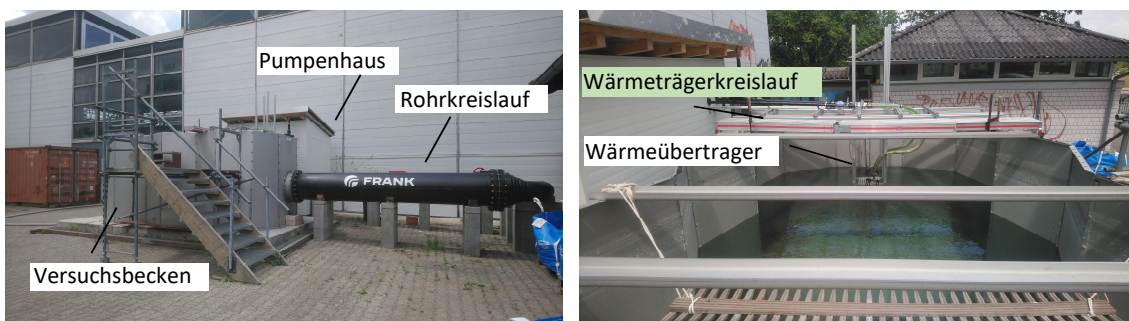 Pumpenhaus
Rohrkreislauf
FRANK
Versuchsbecken
Wärmeträgerkreislauf
Wärmeübertrager